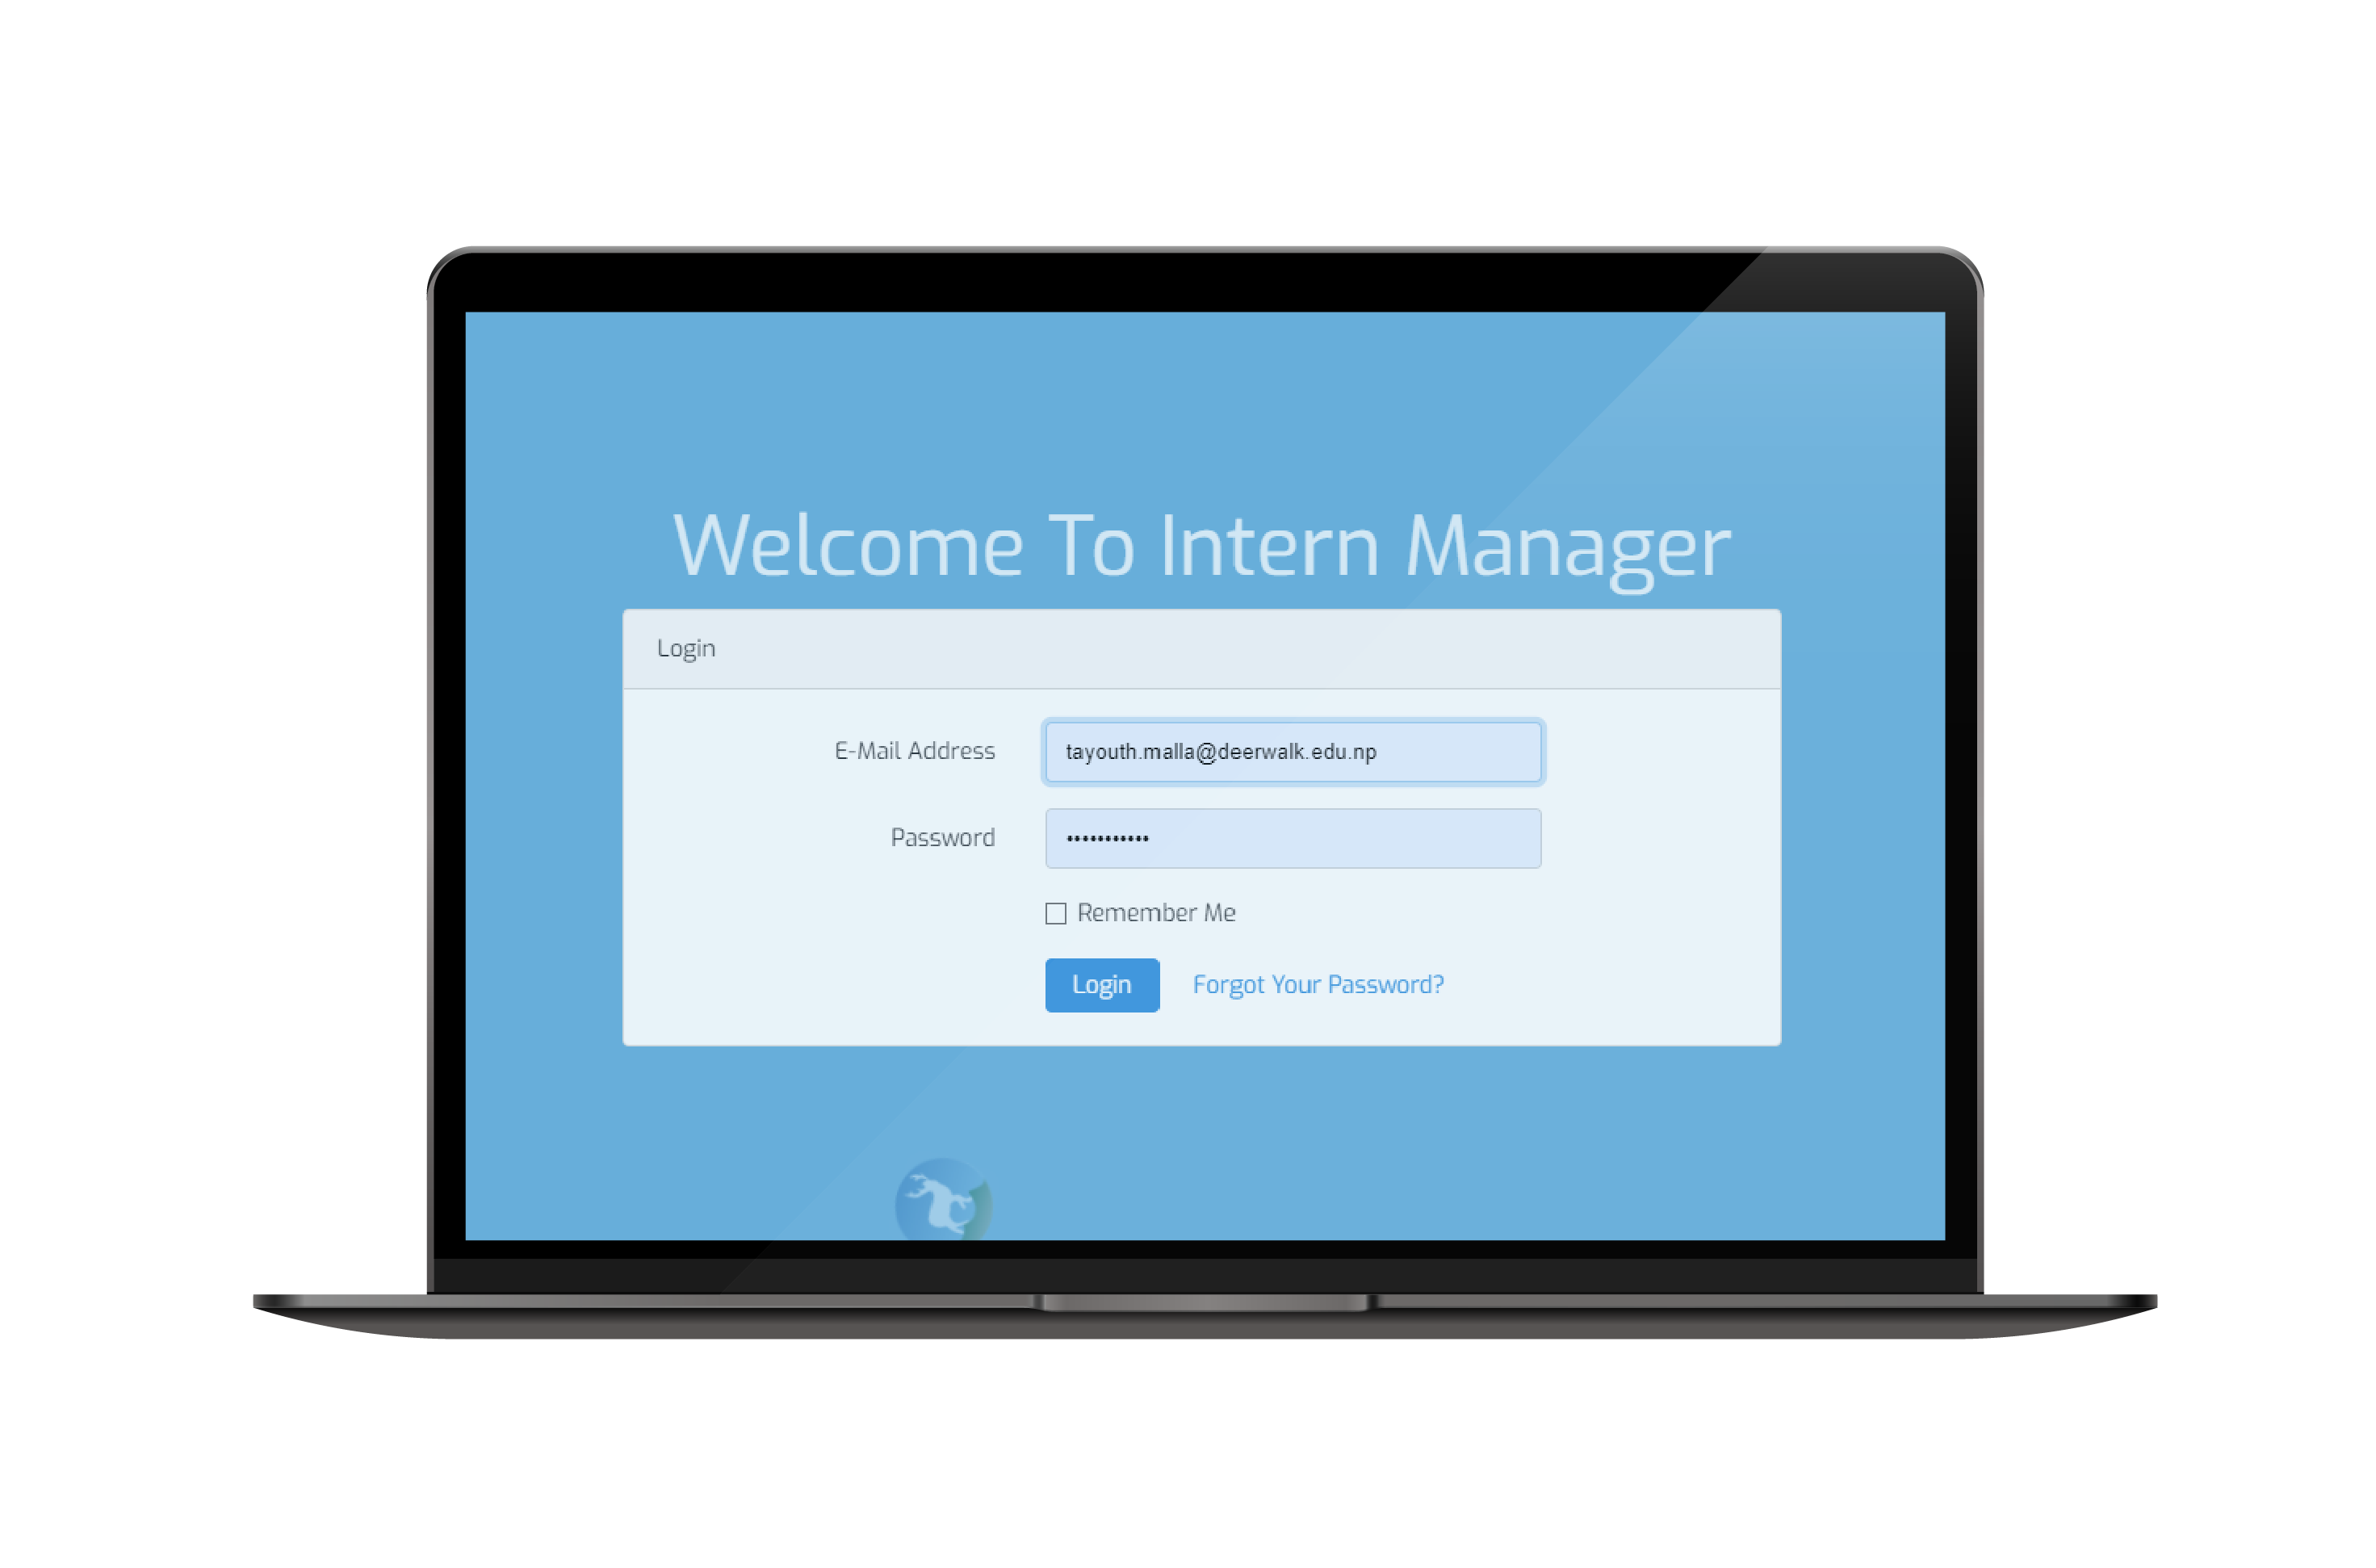 Welcome To Intern Manager
Login
E-Mail Address tayouth.malla@deerwalk.edu.np
Password •••••••••••
Remember Me
Login Forgot Your Password?